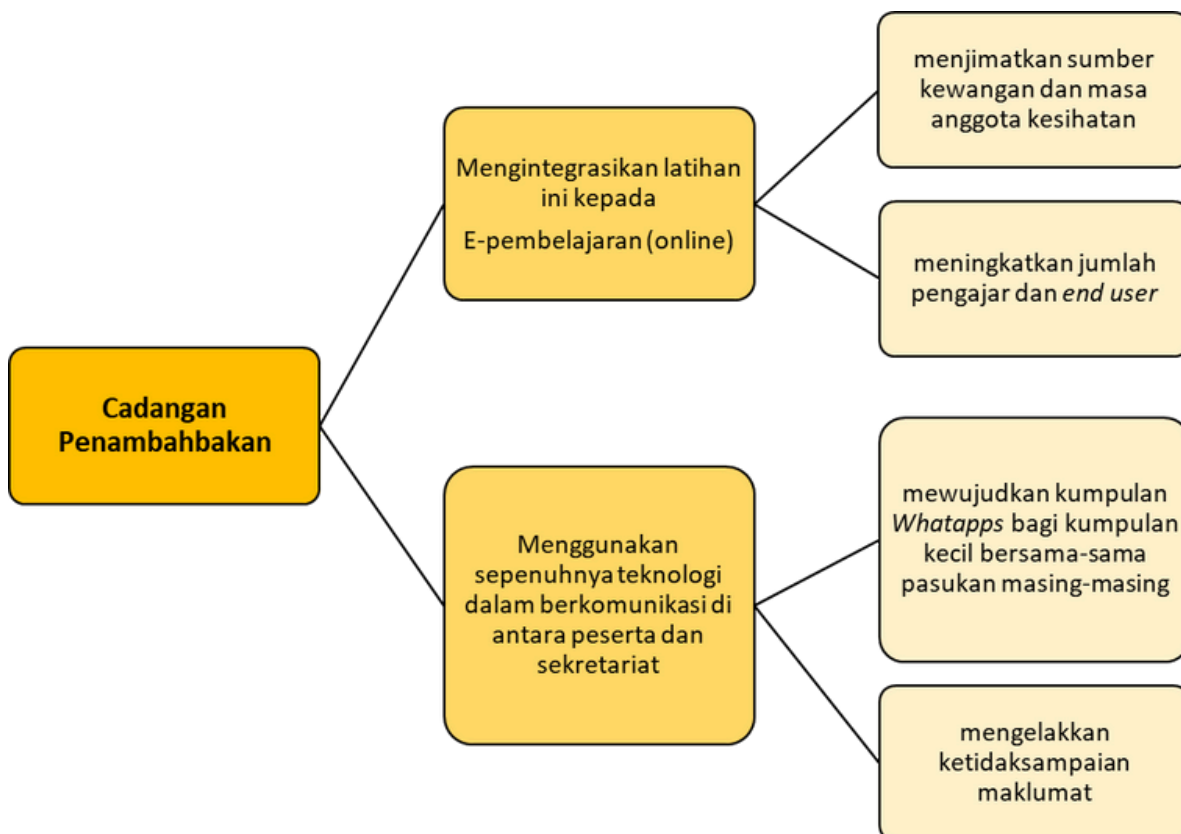 Cadangan
Penambahbakan
Mengintegrasikan latihan
ini kepada
E-pembelajaran (online)
menjimatkan sumber
kewangan dan masa
anggota kesihatan
meningkatkan jumlah
pengajar dan end user
Menggunakan
sepenuhnya teknologi
dalam berkomunikasi di
antara peserta dan
sekretariat
mewujudkan kumpulan
Whatapps bagi kumpulan
kecil bersama-sama
pasukan masing-masing
mengelakkan
ketidaksampaian
maklumat